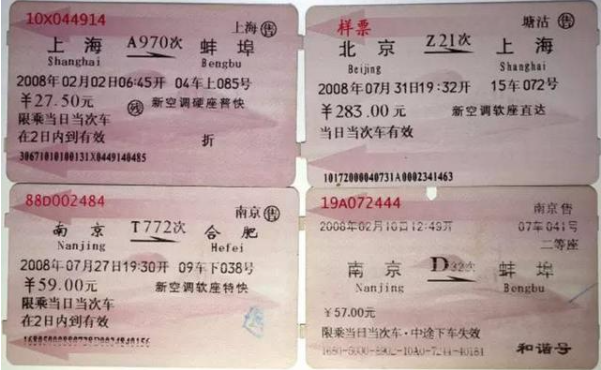 10X044914
上海售
上海 A970次 蚌埠
Shanghai Bengbu
2008年02月02日06:45开 04车上085号
￥27.50元 新空调硬座普快
残
限乘当日当次车
在2日内到有效
折
30671010100131X0449140485
样票
塘沽售
北京 Z21次 上海
Beijing Shanghai
2008年07月31日19:32开 15车072号
￥283.00元 新空调软座直达
当日当次车有效
10172000040731A0002341463
88D002484
南京售
南京 T772次 合肥
Nanjing Hefei
2008年07月27日19:30开 09车下038号
￥59.00元 新空调软座特快
限乘当日当次车
在2日内到有效
19A072444
南京售
07车041号
二等座
南京 D92次 蚌埠
Nanjing Bengbu
￥57.00元
限乘当日当次车·中途下车失效
和谐号